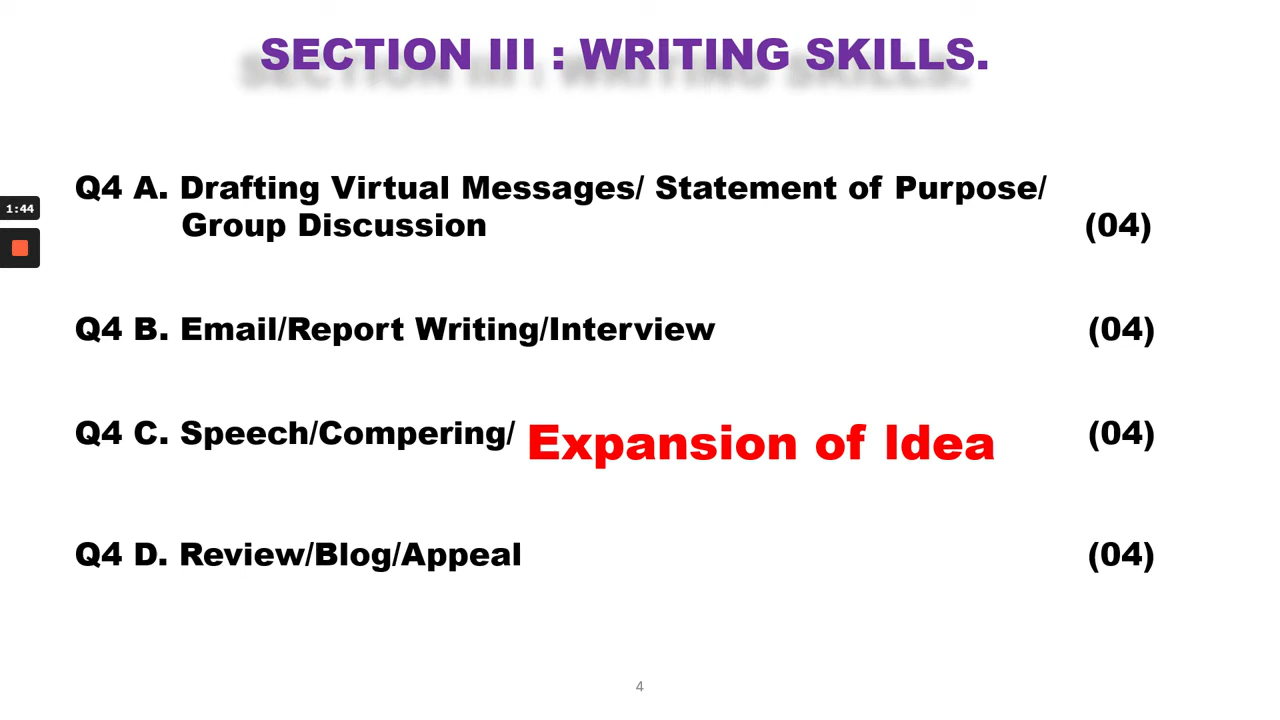 SECTION III : WRITING SKILLS.
Q4 A. Drafting Virtual Messages/ Statement of Purpose/
Group Discussion (04)
1:44
Q4 B. Email/Report Writing/Interview (04)
Q4 C. Speech/Compering/ Expansion of Idea (04)
Q4 D. Review/Blog/Appeal (04)
4